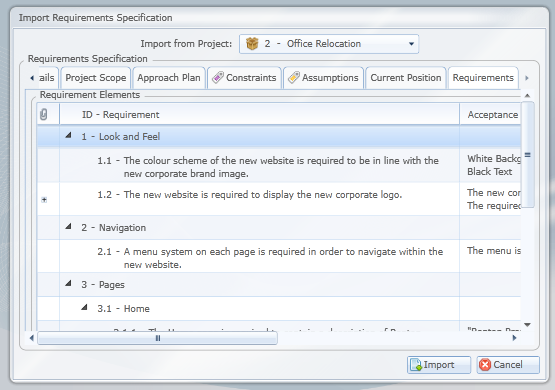 Import Requirements Specification
Import from Project: 2 - Office Relocation
Requirements Specification
ails Project Scope Approach Plan Constraints Assumptions Current Position Requirements
Requirement Elements
ID - Requirement Acceptance
1 - Look and Feel
1.1 - The colour scheme of the new website is required to be in line with the White Backg
new corporate brand image. Black Text
1.2 - The new website is required to display the new corporate logo. The new cor
The required
2 - Navigation
2.1 - A menu system on each page is required in order to navigate within the The menu is
new website.
3 - Pages
3.1 - Home
Import Cancel